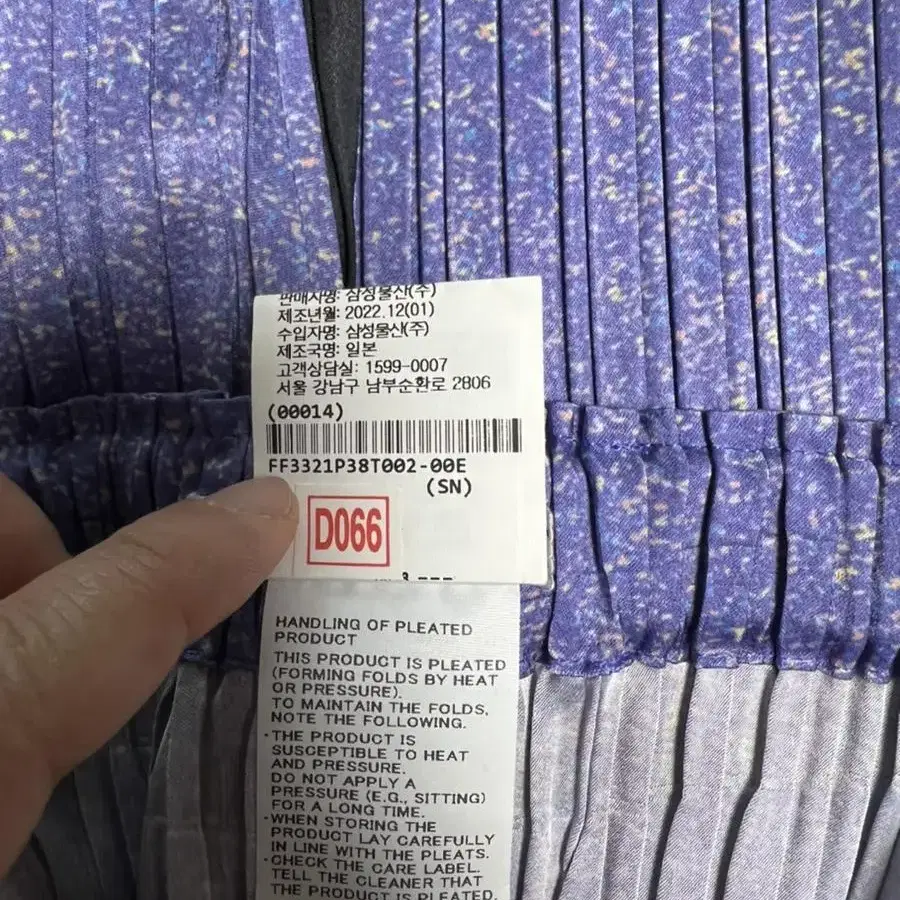 판매자명: 삼성물산(주)
제조년월: 2022.12(01)
수입자명: 삼성물산(주)
제조국명: 일본
고객상담실: 1599-0007
서울 강남구 남부순환로 2806
(00014)
FF3321P38T002-00E
(SN)
D066
HANDLING OF PLEATED
PRODUCT
THIS PRODUCT IS PLEATED
(FORMING FOLDS BY HEAT
OR PRESSURE).
TO MAINTAIN THE FOLDS,
NOTE THE FOLLOWING.
·THE PRODUCT IS
SUSCEPTIBLE TO HEAT
AND PRESSURE.
DO NOT APPLY A
PRESSURE (E.G., SITTING)
FOR A LONG TIME.
·WHEN STORING THE
PRODUCT LAY CAREFULLY
IN LINE WITH THE PLEATS.
·CHECK THE CARE LABEL.
TELL THE CLEANER THAT
THE PRODUCT IS PLEATED.